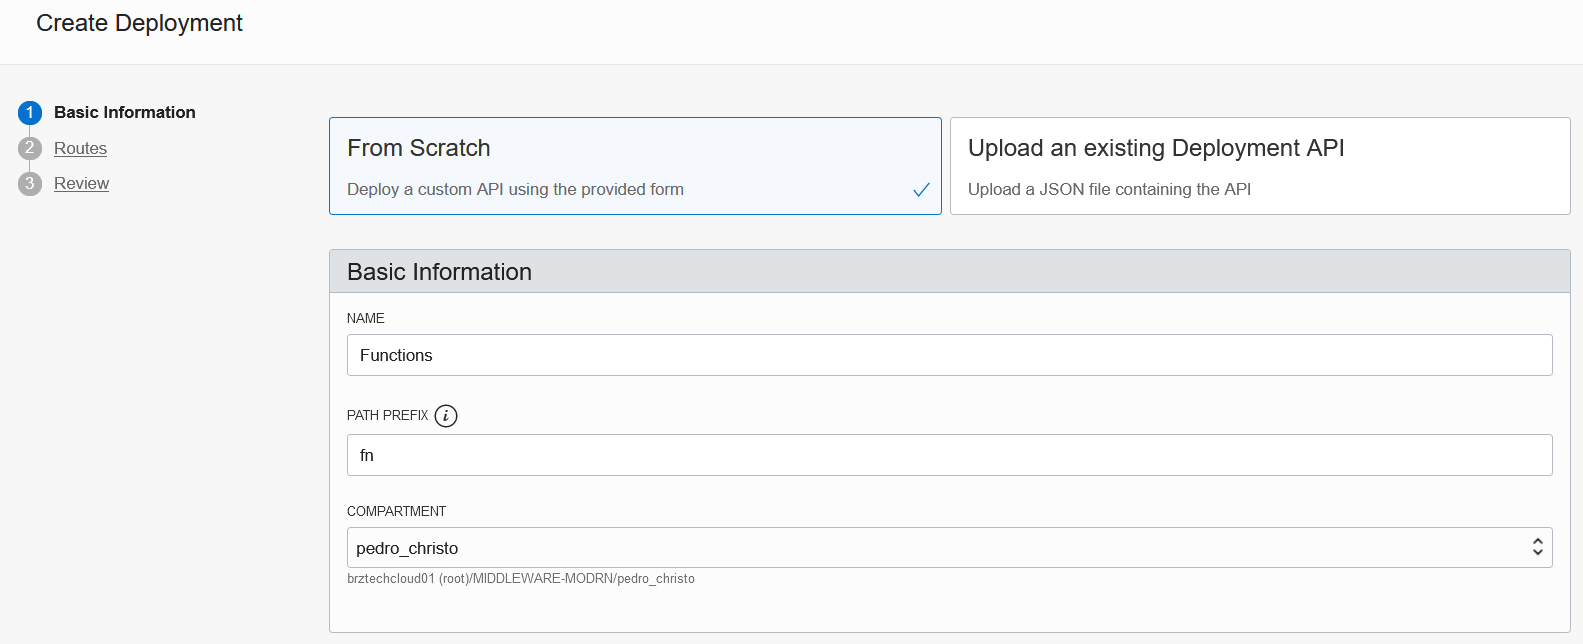 Create Deployment
1 Basic Information
2 Routes
3 Review
From Scratch
Deploy a custom API using the provided form
Upload an existing Deployment API
Upload a JSON file containing the API
Basic Information
NAME
Functions
PATH PREFIX i
fn
COMPARTMENT
pedro_christo
brztechcloud01 (root)/MIDDLEWARE-MODRN/pedro_christo